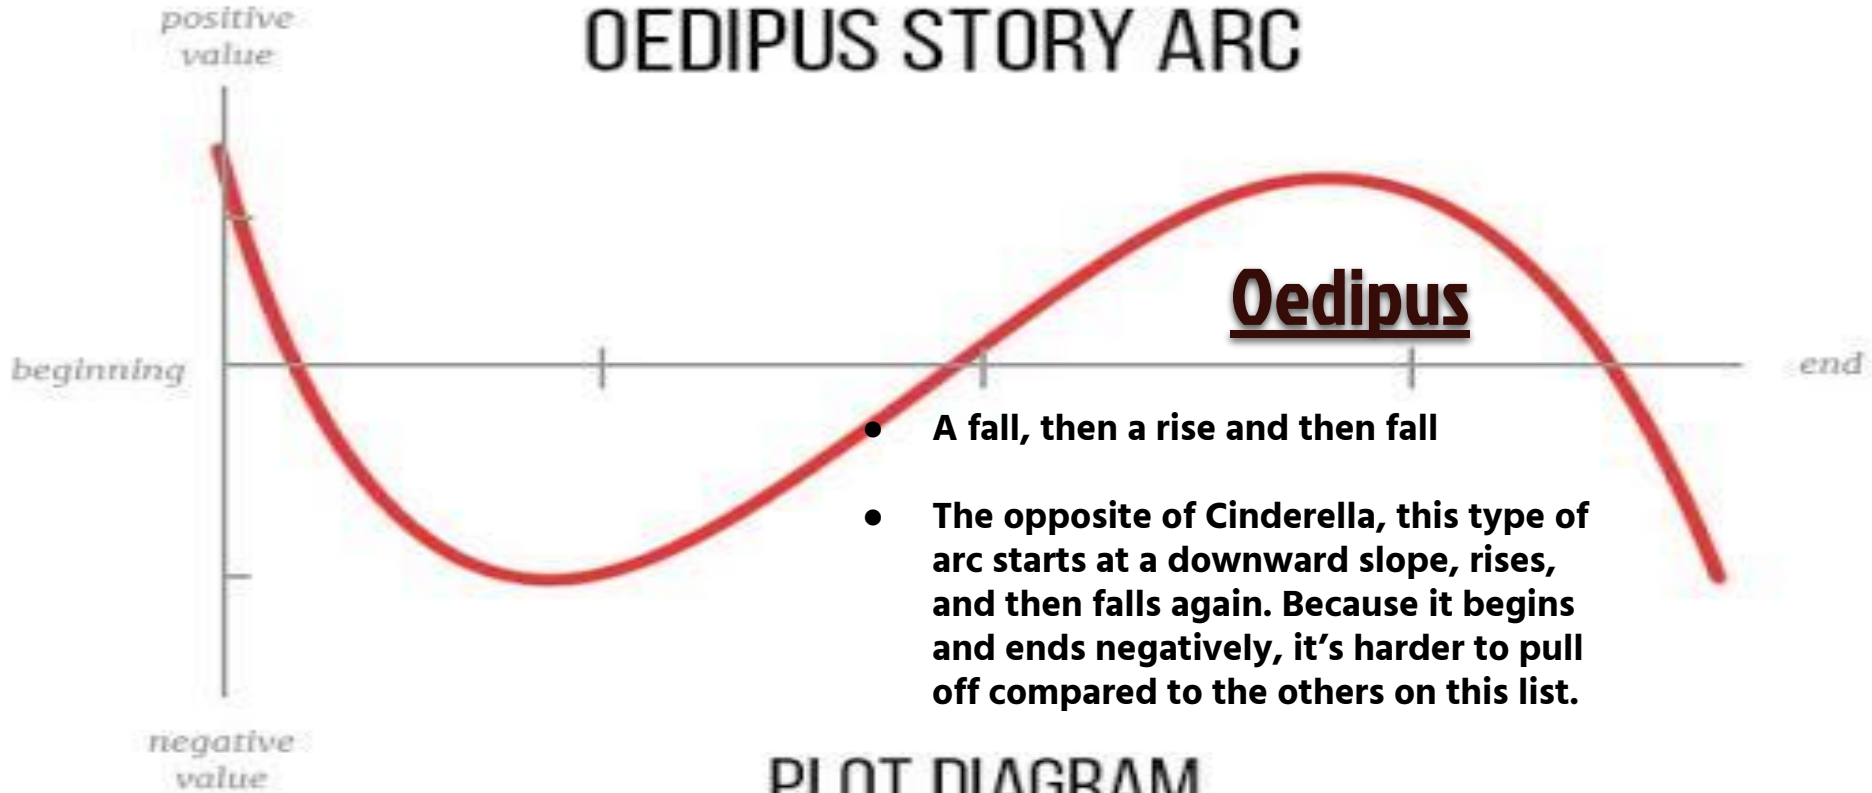 positive
value
OEDIPUS STORY ARC
Oedipus
beginning
end
● A fall, then a rise and then fall
● The opposite of Cinderella, this type of
arc starts at a downward slope, rises,
and then falls again. Because it begins
and ends negatively, it’s harder to pull
off compared to the others on this list.
negative
value
PLOT DIAGRAM